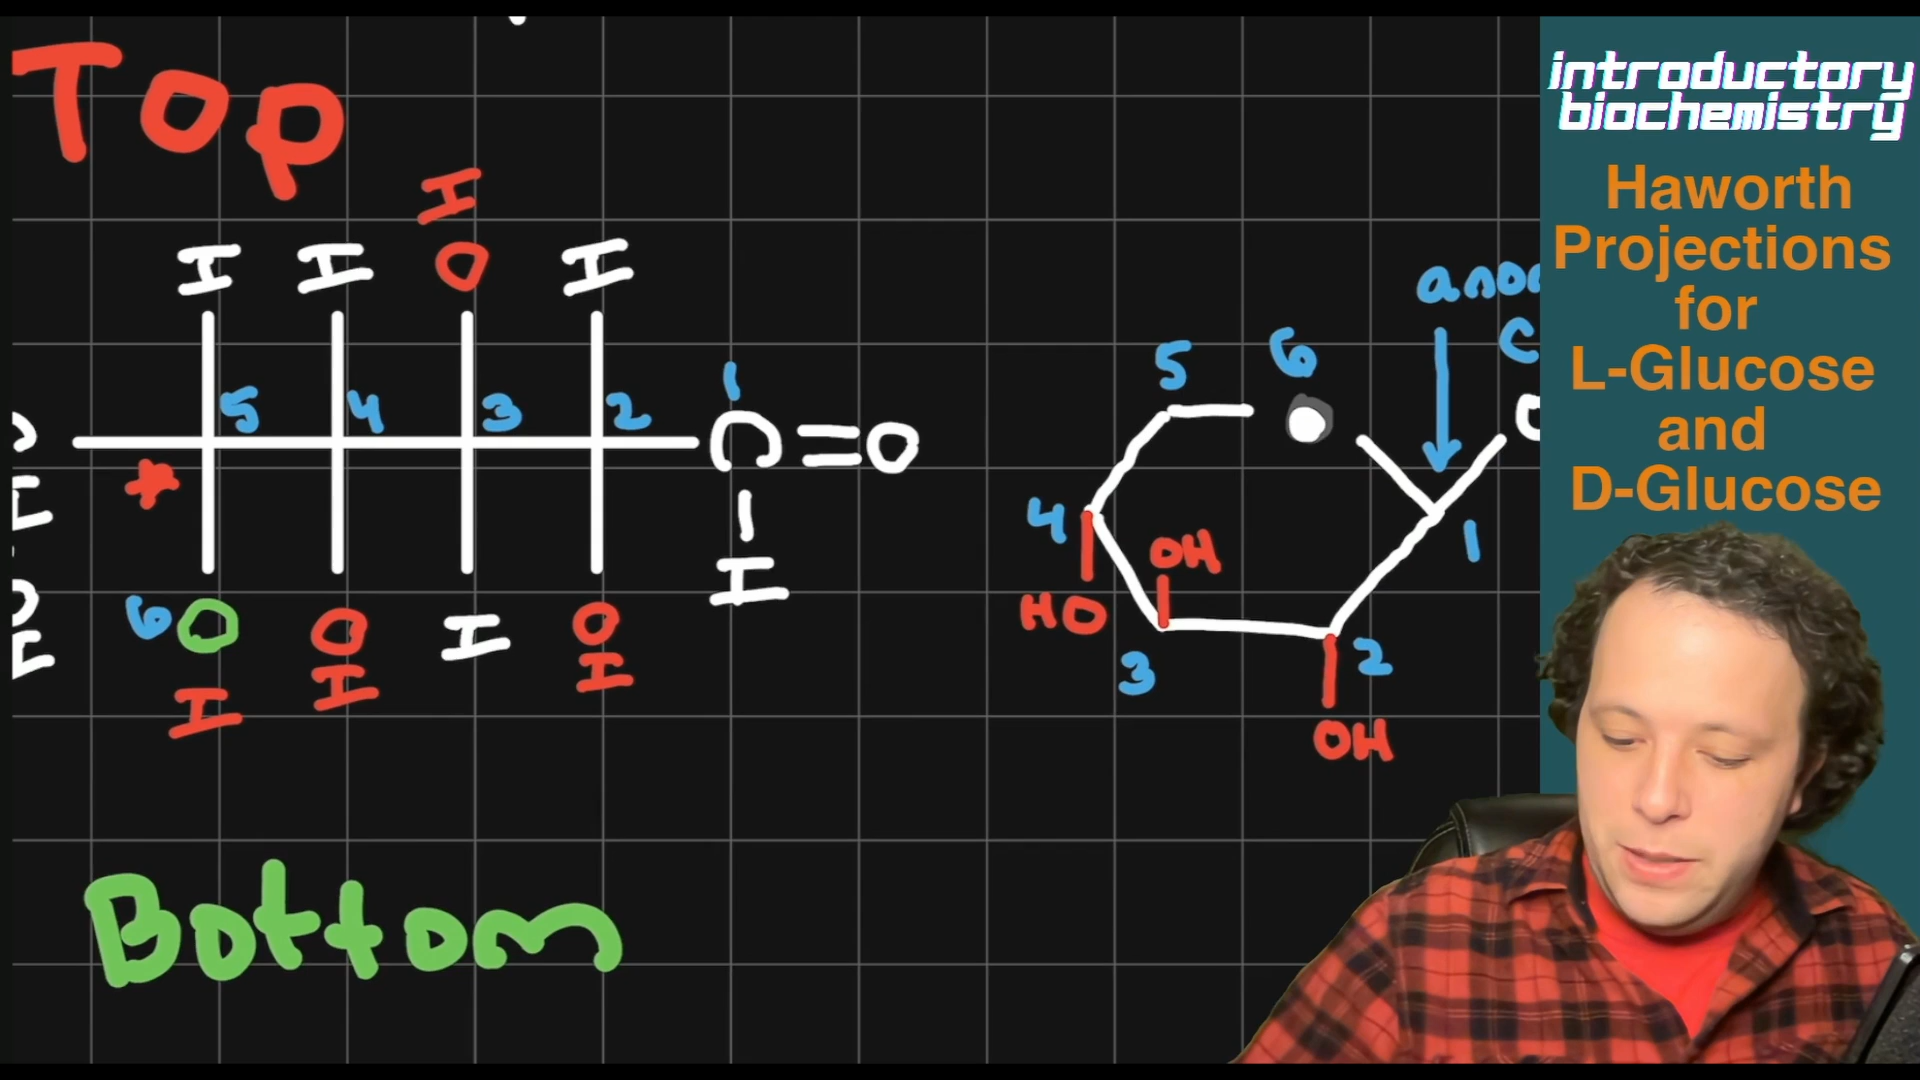 Top
H
H H O H
1
5 4 3 2
C=O
H
6 O O H O
H H H
Bottom
5 6
4
OH
HO
3
2
1
OH
introductory
biochemistry
Haworth
Projections
for
L-Glucose
and
D-Glucose